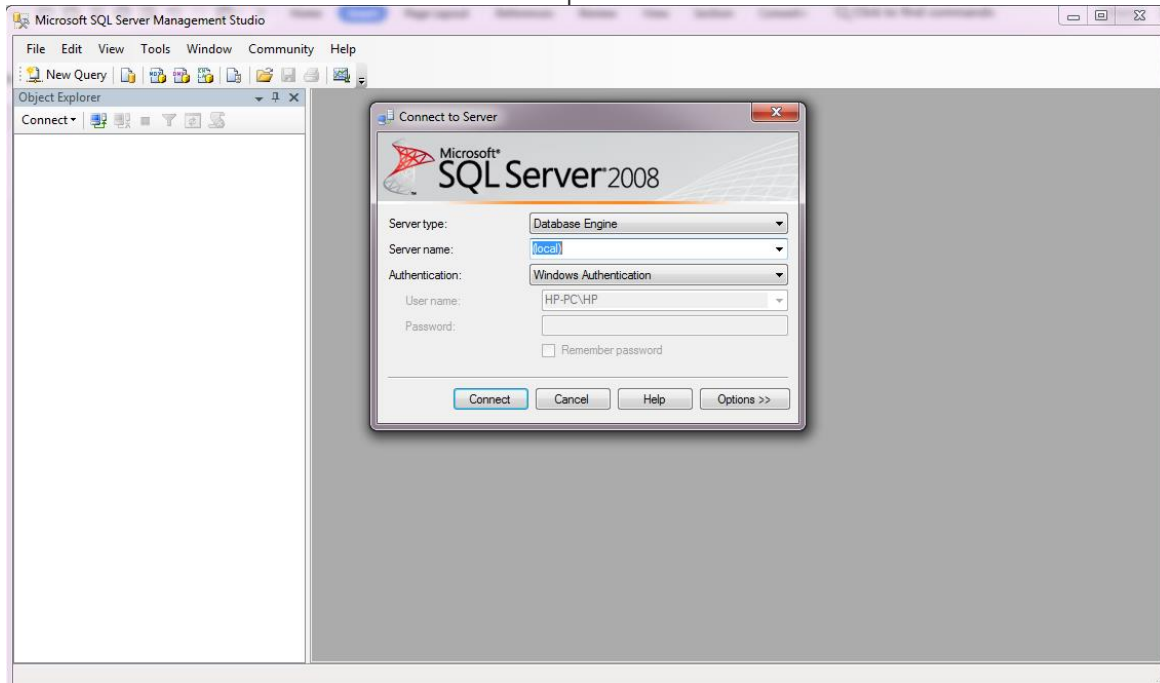 Microsoft SQL Server Management Studio
File Edit View Tools Window Community Help
New Query
Object Explorer
Connect
Connect to Server
Microsoft®
SQL Server® 2008
Server type: Database Engine
Server name: (local)
Authentication: Windows Authentication
User name: HP-PC\HP
Password:
Remember password
Connect Cancel Help Options >>